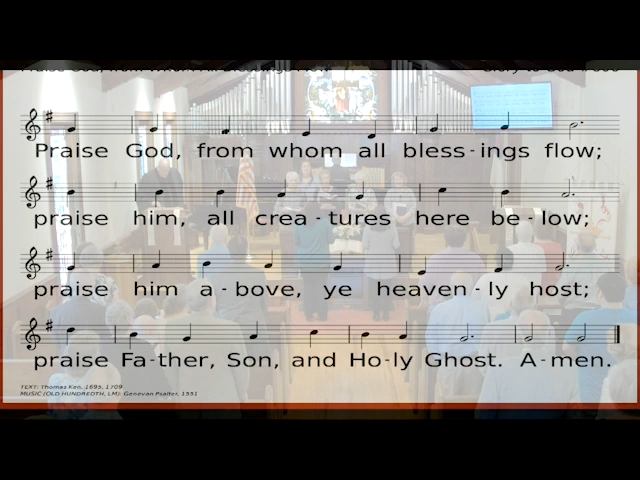 Praise God, from whom all bless-ings flow;
praise him, all crea-tures here be-low;
praise him a-bove, ye heaven-ly host;
praise Fa-ther, Son, and Ho-ly Ghost. A-men.
TEXT: Thomas Ken, 1695, 1709
MUSIC (OLD HUNDREDTH, LM): Genevan Psalter, 1551